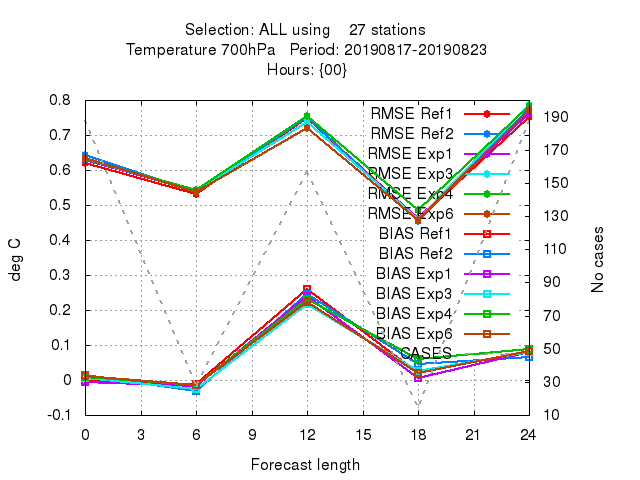 Selection: ALL using 27 stations
Temperature 700hPa Period: 20190817-20190823
Hours: {00}
0.8
0.7
0.6
0.5
0.4
0.3
0.2
0.1
0
-0.1
deg C
190
170
150
130
110
90
70
50
30
10
No cases
RMSE Ref1
RMSE Ref2
RMSE Exp1
RMSE Exp3
RMSE Exp4
RMSE Exp6
BIAS Ref1
BIAS Ref2
BIAS Exp1
BIAS Exp3
BIAS Exp4
BIAS Exp6
CASES
0 3 6 9 12 15 18 21 24
Forecast length